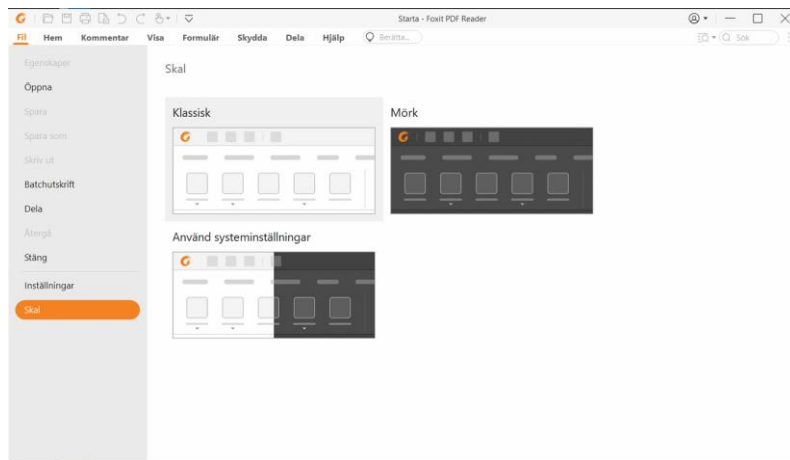 Starta - Foxit PDF Reader
Fil Hem Kommentar Visa Formulär Skydda Dela Hjälp Berätta... Sök
Egenskaper
Öppna
Spara
Spara som
Skriv ut
Batchutskrift
Dela
Återgå
Stäng
Inställningar
Skal
Skal
Klassisk Mörk
Använd systeminställningar